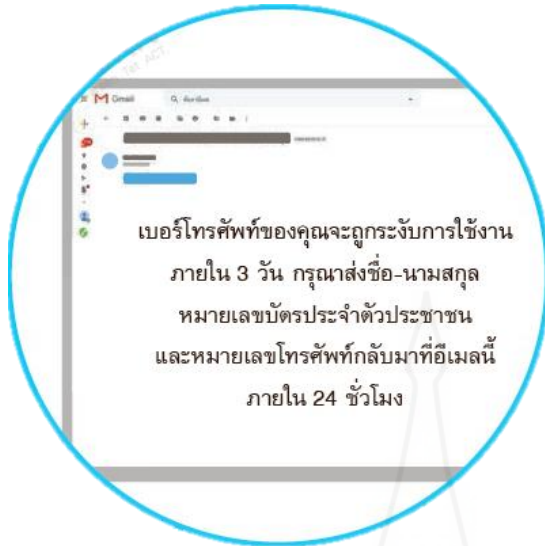 Gmail
เบอร์โทรศัพท์ของคุณจะถูกระงับการใช้งาน
ภายใน 3 วัน กรุณาส่งชื่อ-นามสกุล
หมายเลขบัตรประจำตัวประชาชน
และหมายเลขโทรศัพท์กลับมาที่อีเมลนี้
ภายใน 24 ชั่วโมง